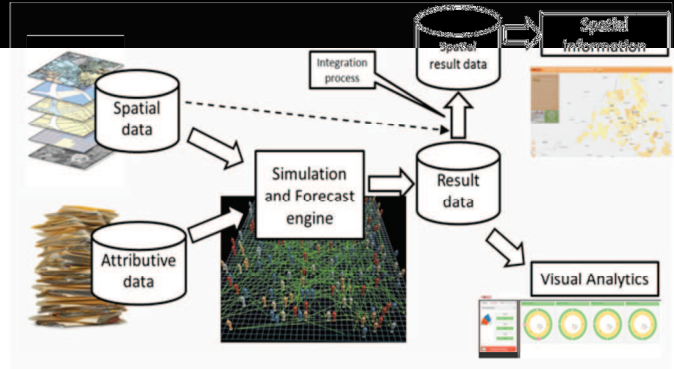 Spatial
result data
Spatial
Information
Integration
process
Spatial
data
Simulation
and Forecast
engine
Result
data
Attributive
data
Visual Analytics